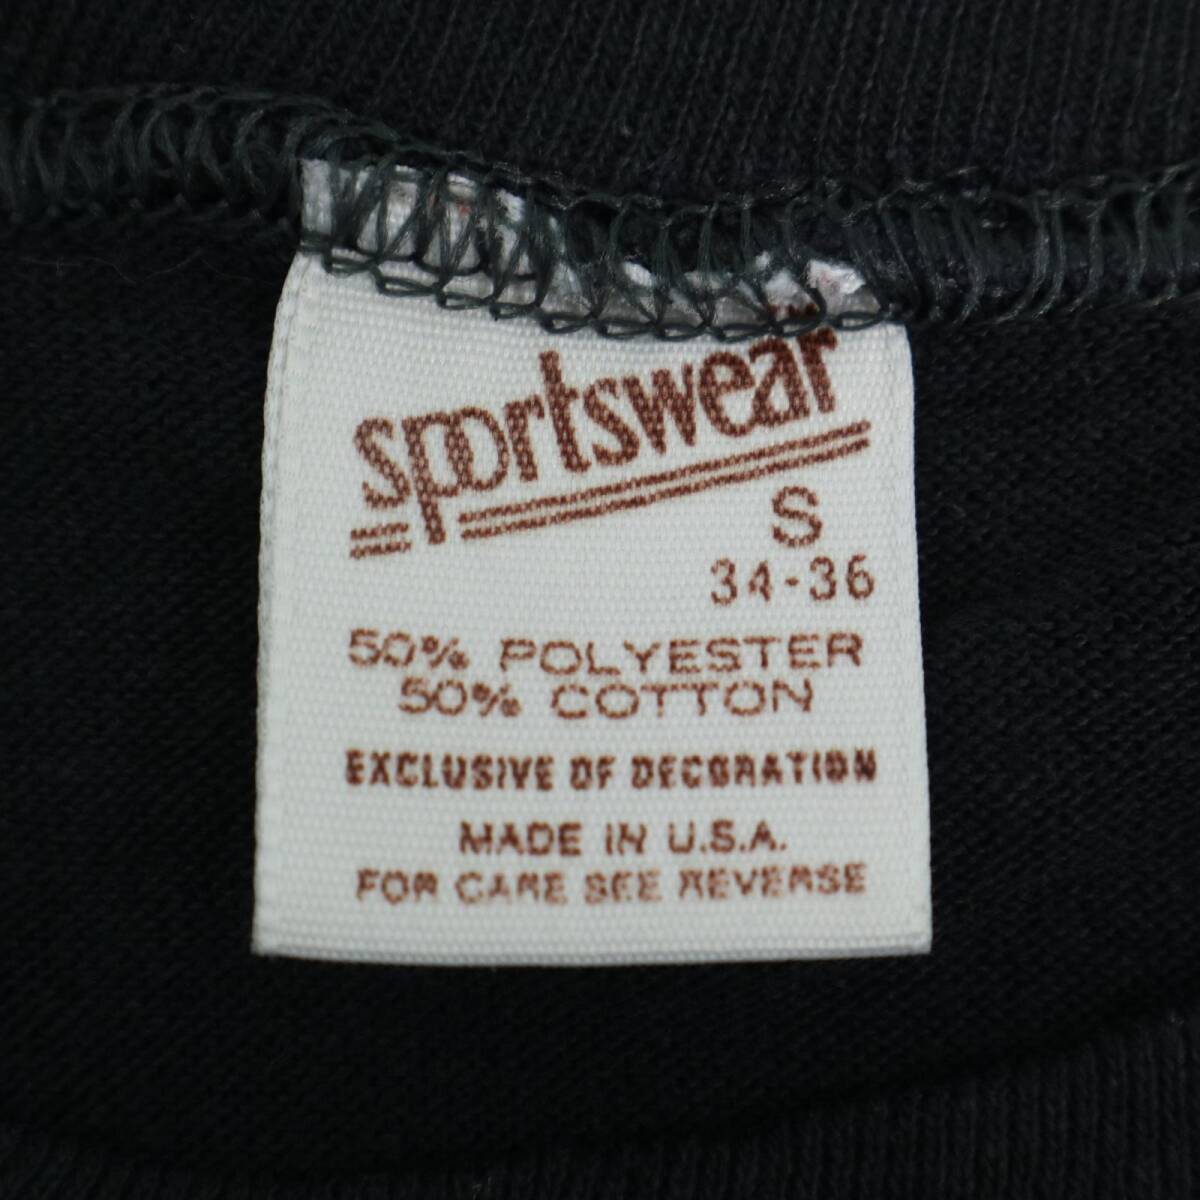 sportswear
S
34-36
50% POLYESTER
50% COTTON
EXCLUSIVE OF DECORATION
MADE IN U.S.A.
FOR CARE SEE REVERSE